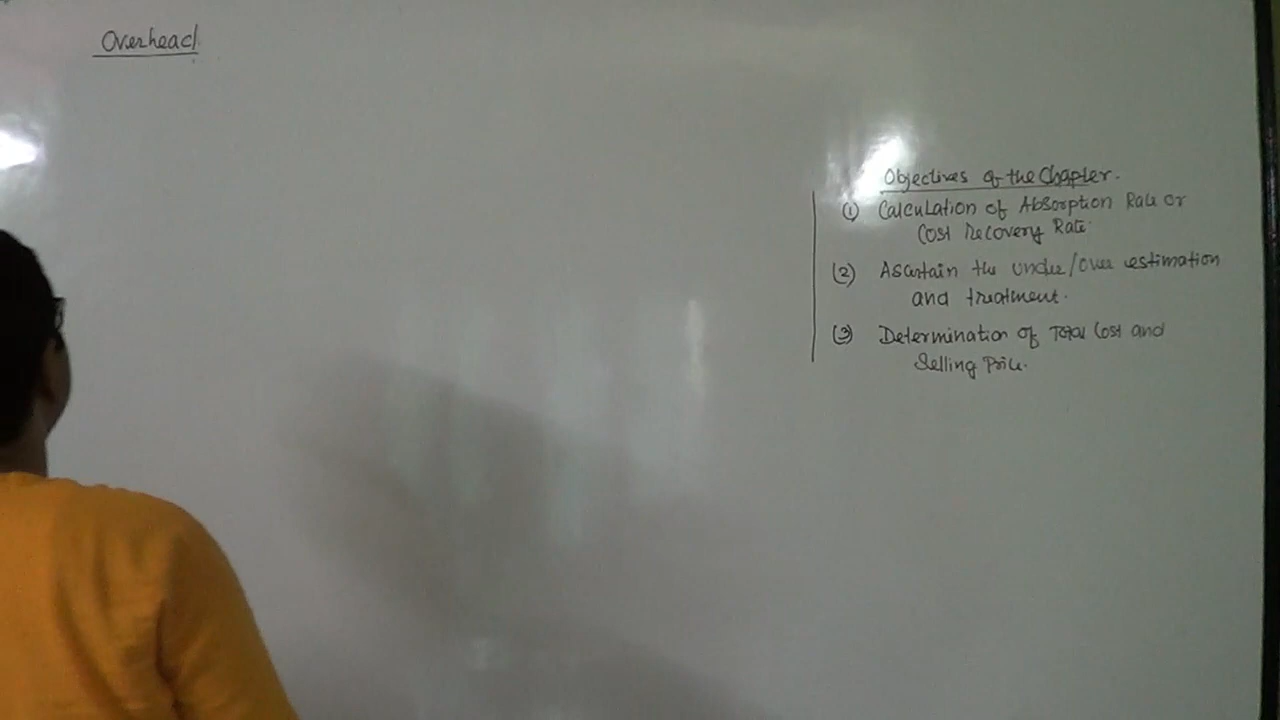 Overhead
Objectives of the Chapter.
(1) Calculation of Absorption Rate or
Cost Recovery Rate.
(2) Ascertain the under/over estimation
and treatment.
(3) Determination of Total Cost and
Selling Price.